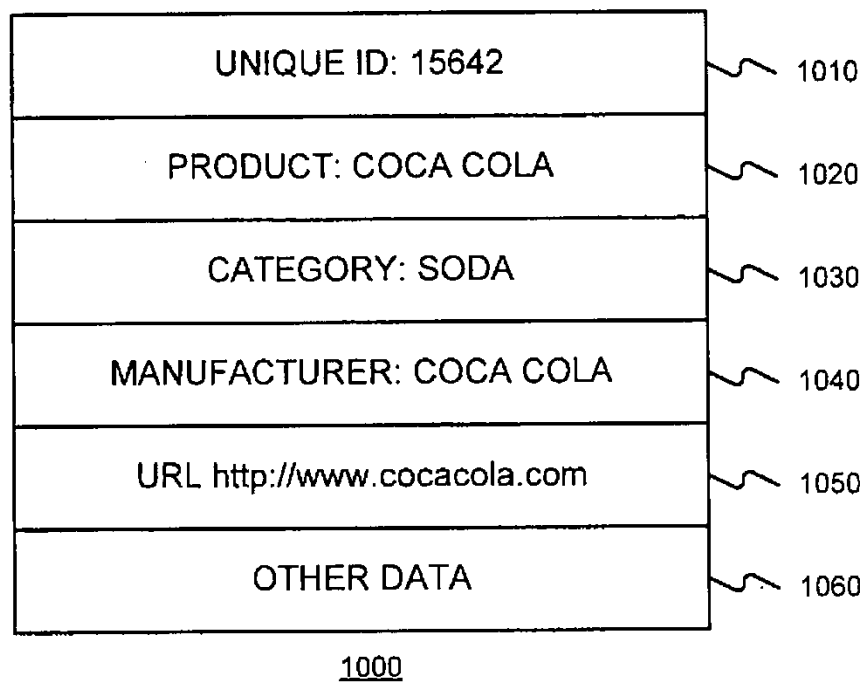 UNIQUE ID: 15642 1010
PRODUCT: COCA COLA 1020
CATEGORY: SODA 1030
MANUFACTURER: COCA COLA 1040
URL http://www.cocacola.com 1050
OTHER DATA 1060
1000